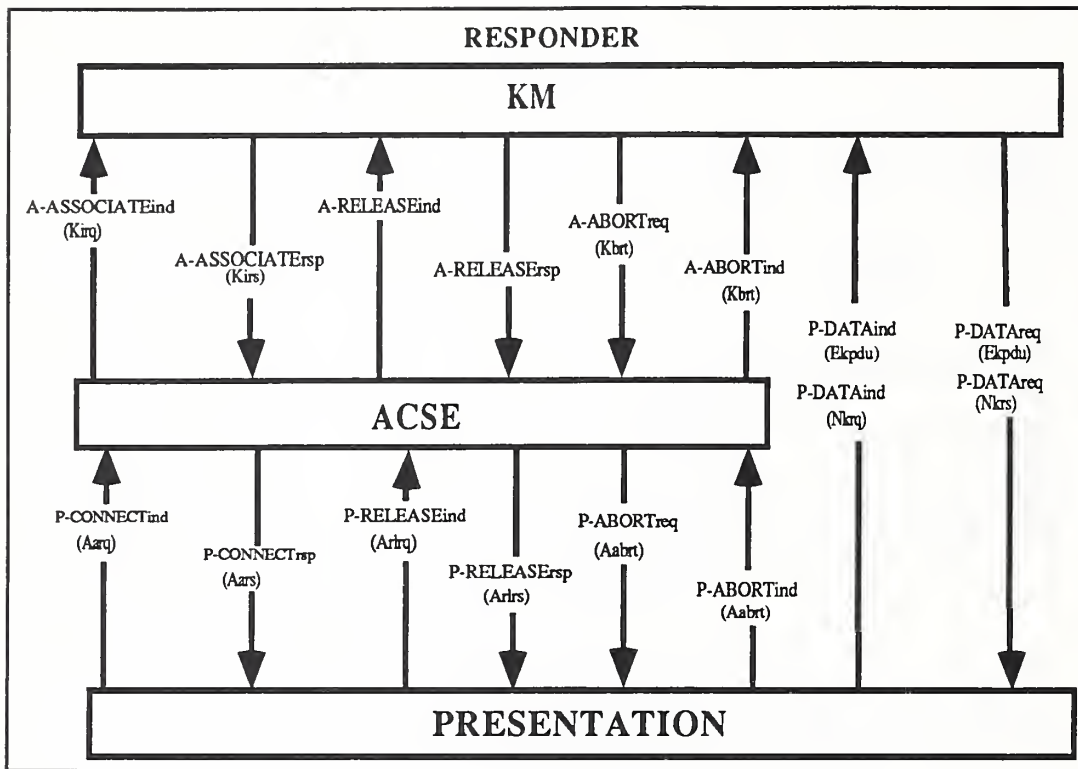 RESPONDER
KM
A-ASSOCIATEind
(Kirq)
A-ASSOCIATErsp
(Kirs)
A-RELEASEind
A-RELEASErsp
A-ABORTreq
(Kbrt)
A-ABORTind
(Kbrt)
P-DATAind
(Ekpdu)
P-DATAind
(Nkrq)
P-DATAreq
(Ekpdu)
P-DATAreq
(Nkrs)
ACSE
P-CONNECTind
(Aarq)
P-CONNECTrsp
(Aars)
P-RELEASEind
(Arlrq)
P-RELEASErsp
(Arlrs)
P-ABORTreq
(Aabrt)
P-ABORTind
(Aabrt)
PRESENTATION